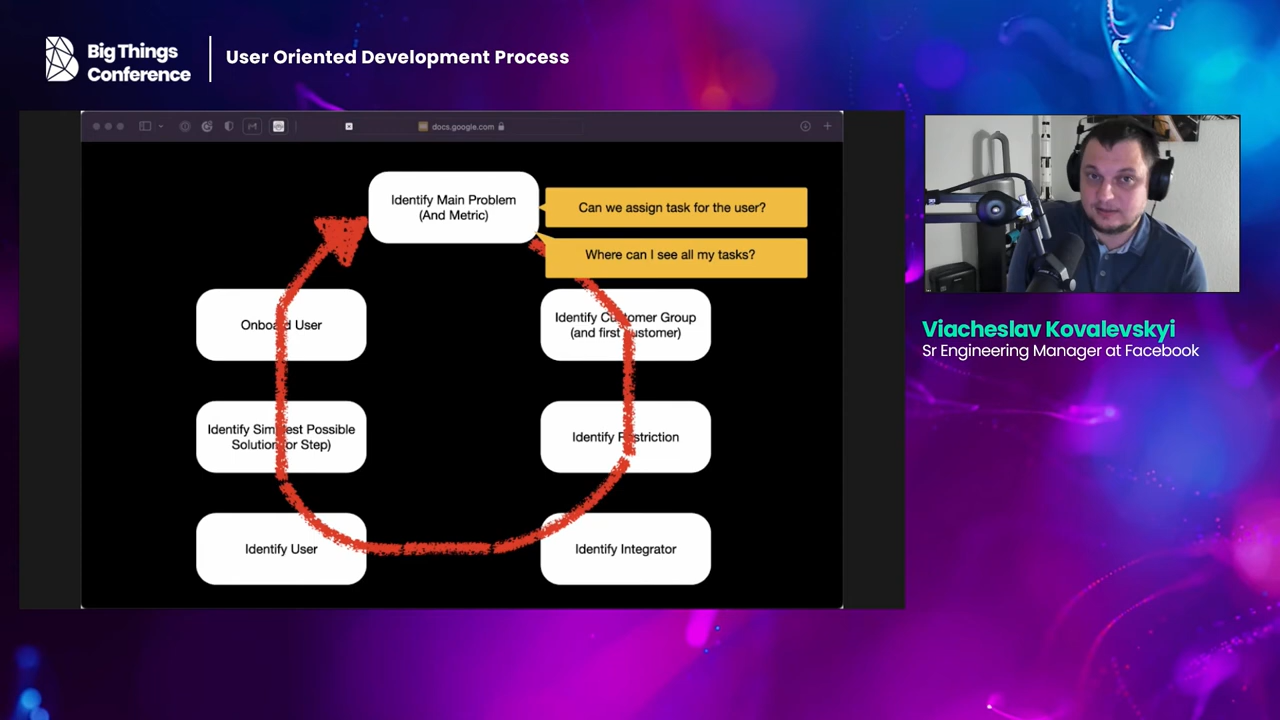 Big Things
Conference
User Oriented Development Process
docs.google.com
Identify Main Problem
(And Metric)
Can we assign task for the user?
Where can I see all my tasks?
Onboard User
Identify Customer Group
(and first customer)
Identify Simplest Possible
Solution (or Step)
Identify Restriction
Identify User
Identify Integrator
Viacheslav Kovalevskyi
Sr Engineering Manager at Facebook